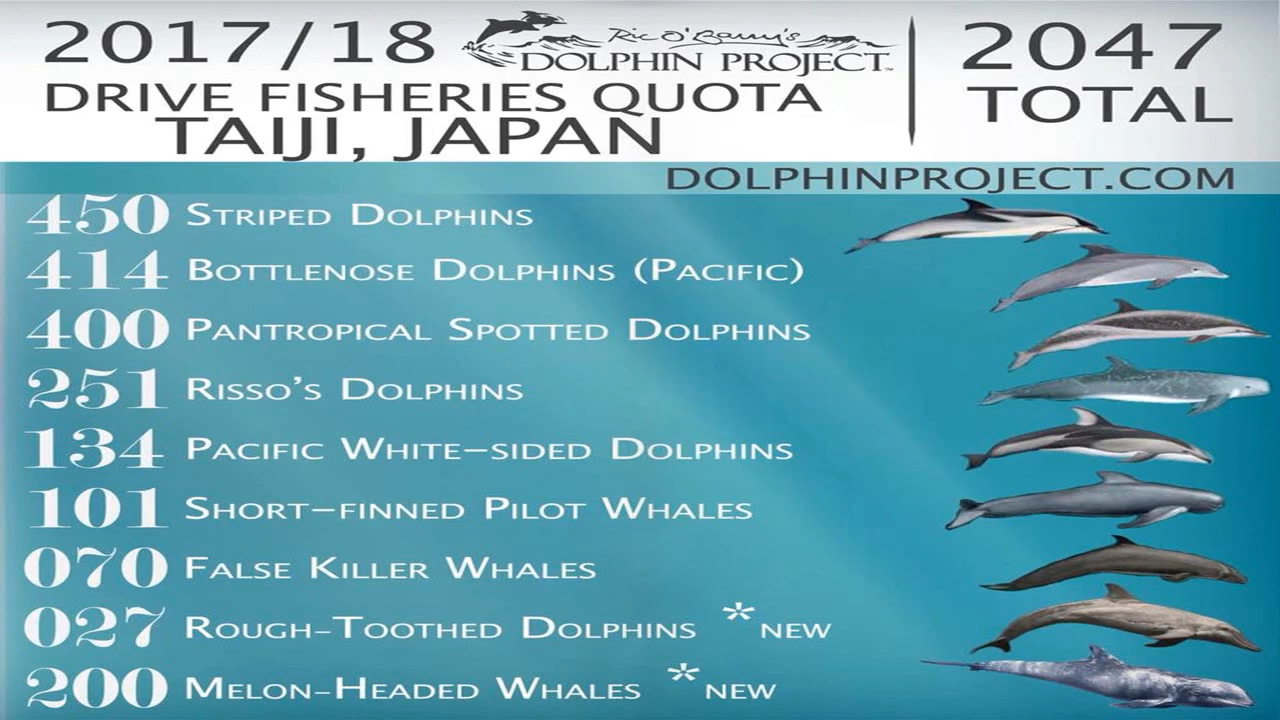 2017/18
Ric O'Barry's
DOLPHIN PROJECT™
DRIVE FISHERIES QUOTA
TAIJI, JAPAN
2047
TOTAL
DOLPHINPROJECT.COM
450 STRIPED DOLPHINS
414 BOTTLENOSE DOLPHINS (PACIFIC)
400 PANTROPICAL SPOTTED DOLPHINS
251 RISSO'S DOLPHINS
134 PACIFIC WHITE-SIDED DOLPHINS
101 SHORT-FINNED PILOT WHALES
070 FALSE KILLER WHALES
027 ROUGH-TOOTHED DOLPHINS *NEW
200 MELON-HEADED WHALES *NEW